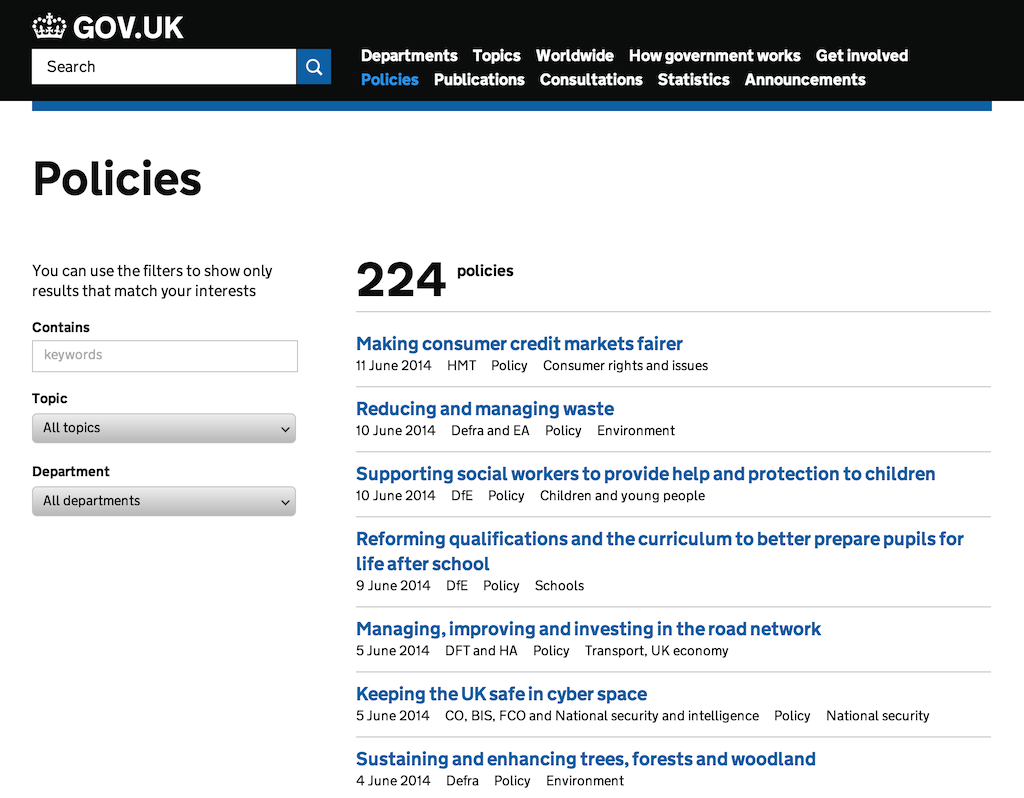 GOV.UK
Search
Departments Topics Worldwide How government works Get involved
Policies Publications Consultations Statistics Announcements
Policies
You can use the filters to show only
results that match your interests
Contains
keywords
Topic
All topics
Department
All departments
224 policies
Making consumer credit markets fairer
11 June 2014 HMT Policy Consumer rights and issues
Reducing and managing waste
10 June 2014 Defra and EA Policy Environment
Supporting social workers to provide help and protection to children
10 June 2014 DfE Policy Children and young people
Reforming qualifications and the curriculum to better prepare pupils for
life after school
9 June 2014 DfE Policy Schools
Managing, improving and investing in the road network
5 June 2014 DFT and HA Policy Transport, UK economy
Keeping the UK safe in cyber space
5 June 2014 CO, BIS, FCO and National security and intelligence Policy National security
Sustaining and enhancing trees, forests and woodland
4 June 2014 Defra Policy Environment